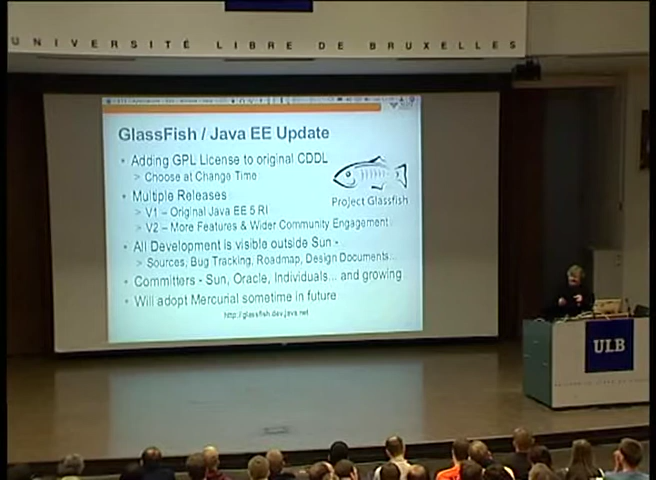 UNIVERSITÉ LIBRE DE BRUXELLES
GlassFish / Java EE Update
• Adding GPL License to original CDDL
> Choose at Change Time
• Multiple Releases
> V1 – Original Java EE 5 RI
> V2 – More Features & Wider Community Engagement
• All Development is visible outside Sun -
> Sources, Bug Tracking, Roadmap, Design Documents...
• Committers - Sun, Oracle, Individuals... and growing
• Will adopt Mercurial sometime in future
http://glassfish.dev.java.net
Project Glassfish
ULB